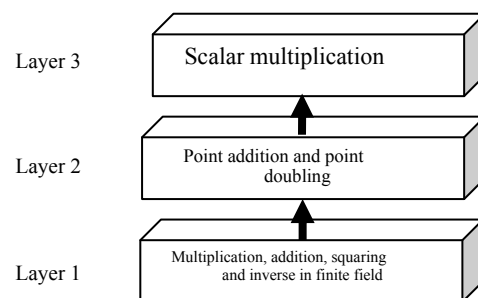 Layer 3
Scalar multiplication
Layer 2
Point addition and point
doubling
Layer 1
Multiplication, addition, squaring
and inverse in finite field